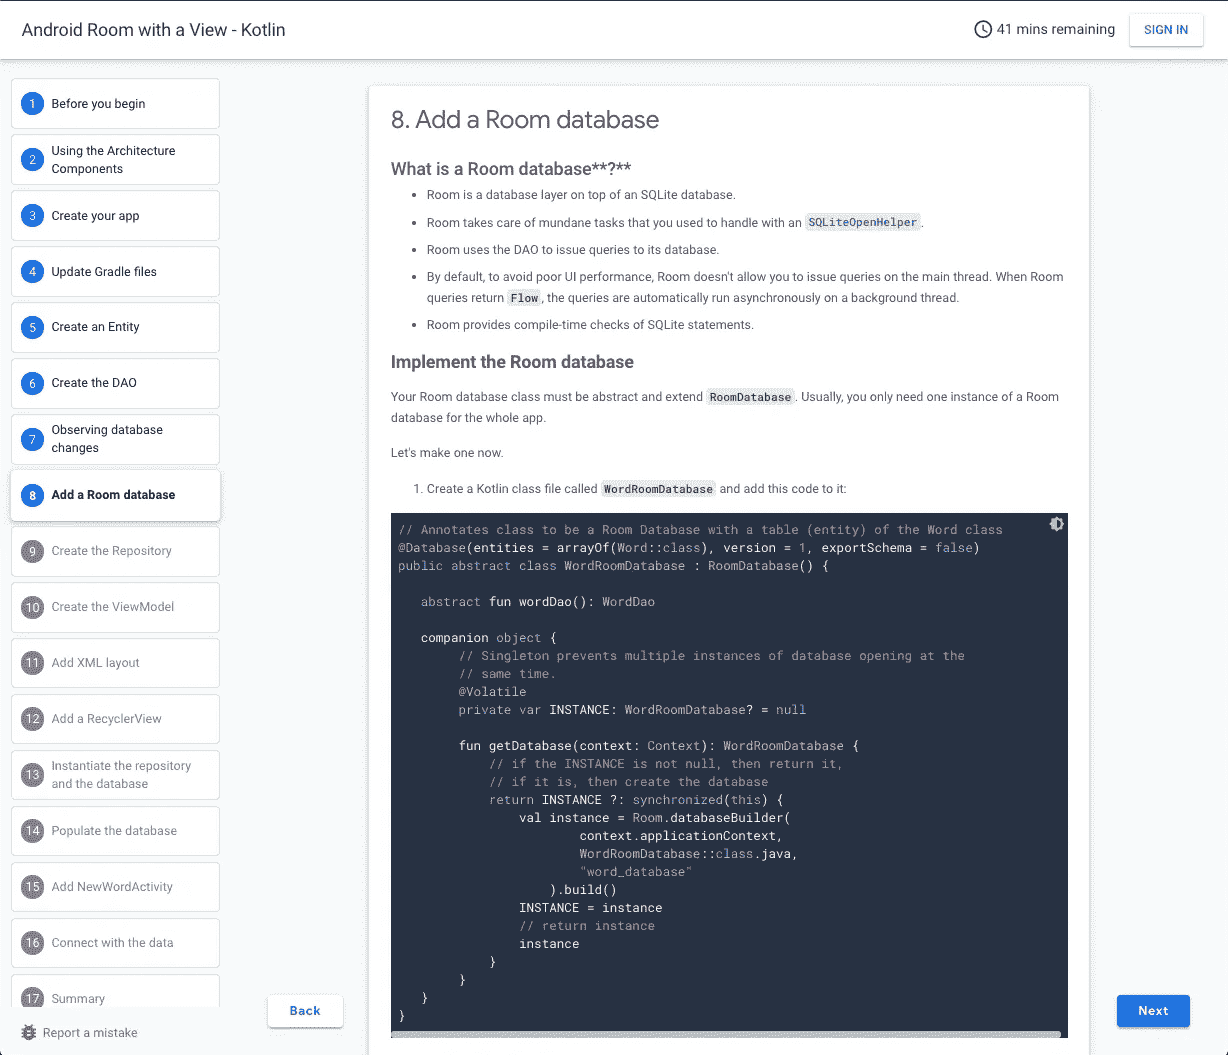 Android Room with a View - Kotlin
41 mins remaining
SIGN IN
1 Before you begin
2 Using the Architecture
Components
3 Create your app
4 Update Gradle files
5 Create an Entity
6 Create the DAO
7 Observing database
changes
8 Add a Room database
9 Create the Repository
10 Create the ViewModel
11 Add XML layout
12 Add a RecyclerView
13 Instantiate the repository
and the database
14 Populate the database
15 Add NewWordActivity
16 Connect with the data
17 Summary
Report a mistake
8. Add a Room database
What is a Room database**?**
• Room is a database layer on top of an SQLite database.
• Room takes care of mundane tasks that you used to handle with an SQLiteOpenHelper.
• Room uses the DAO to issue queries to its database.
• By default, to avoid poor UI performance, Room doesn't allow you to issue queries on the main thread. When Room
queries return Flow, the queries are automatically run asynchronously on a background thread.
• Room provides compile-time checks of SQLite statements.
Implement the Room database
Your Room database class must be abstract and extend RoomDatabase. Usually, you only need one instance of a Room
database for the whole app.
Let's make one now.
1. Create a Kotlin class file called WordRoomDatabase and add this code to it:
// Annotates class to be a Room Database with a table (entity) of the Word class
@Database(entities = arrayOf(Word::class), version = 1, exportSchema = false)
public abstract class WordRoomDatabase : RoomDatabase() {
abstract fun wordDao(): WordDao
companion object {
// Singleton prevents multiple instances of database opening at the
// same time.
@Volatile
private var INSTANCE: WordRoomDatabase? = null
fun getDatabase(context: Context): WordRoomDatabase {
// if the INSTANCE is not null, then return it,
// if it is, then create the database
return INSTANCE ?: synchronized(this) {
val instance = Room.databaseBuilder(
context.applicationContext,
WordRoomDatabase::class.java,
"word_database"
).build()
INSTANCE = instance
// return instance
instance
}
}
}
}
Back
Next